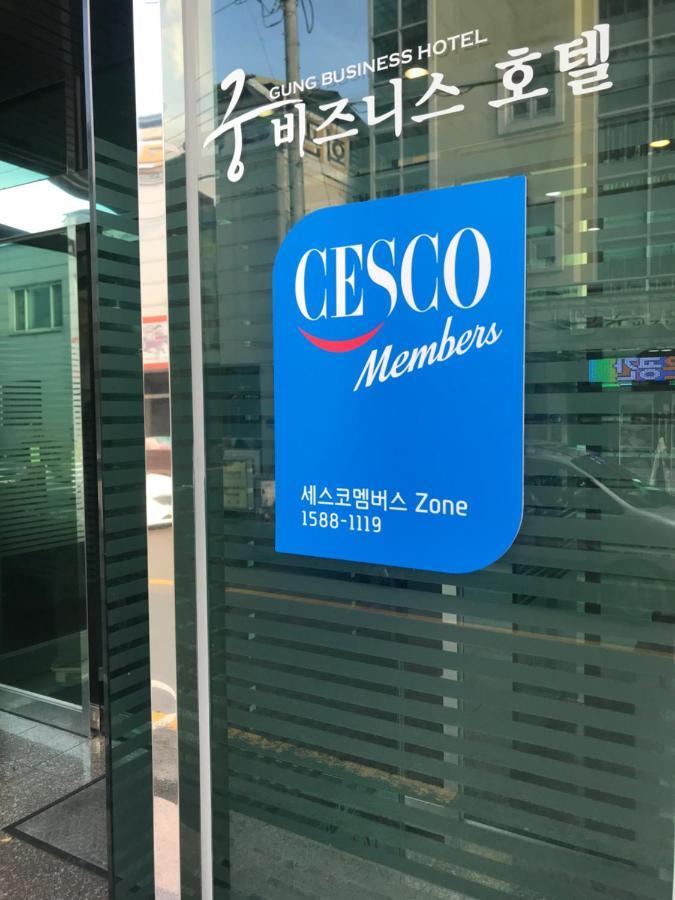 GUNG BUSINESS HOTEL
궁비즈니스 호텔
CESCO
Members
세스코멤버스 Zone
1588-1119